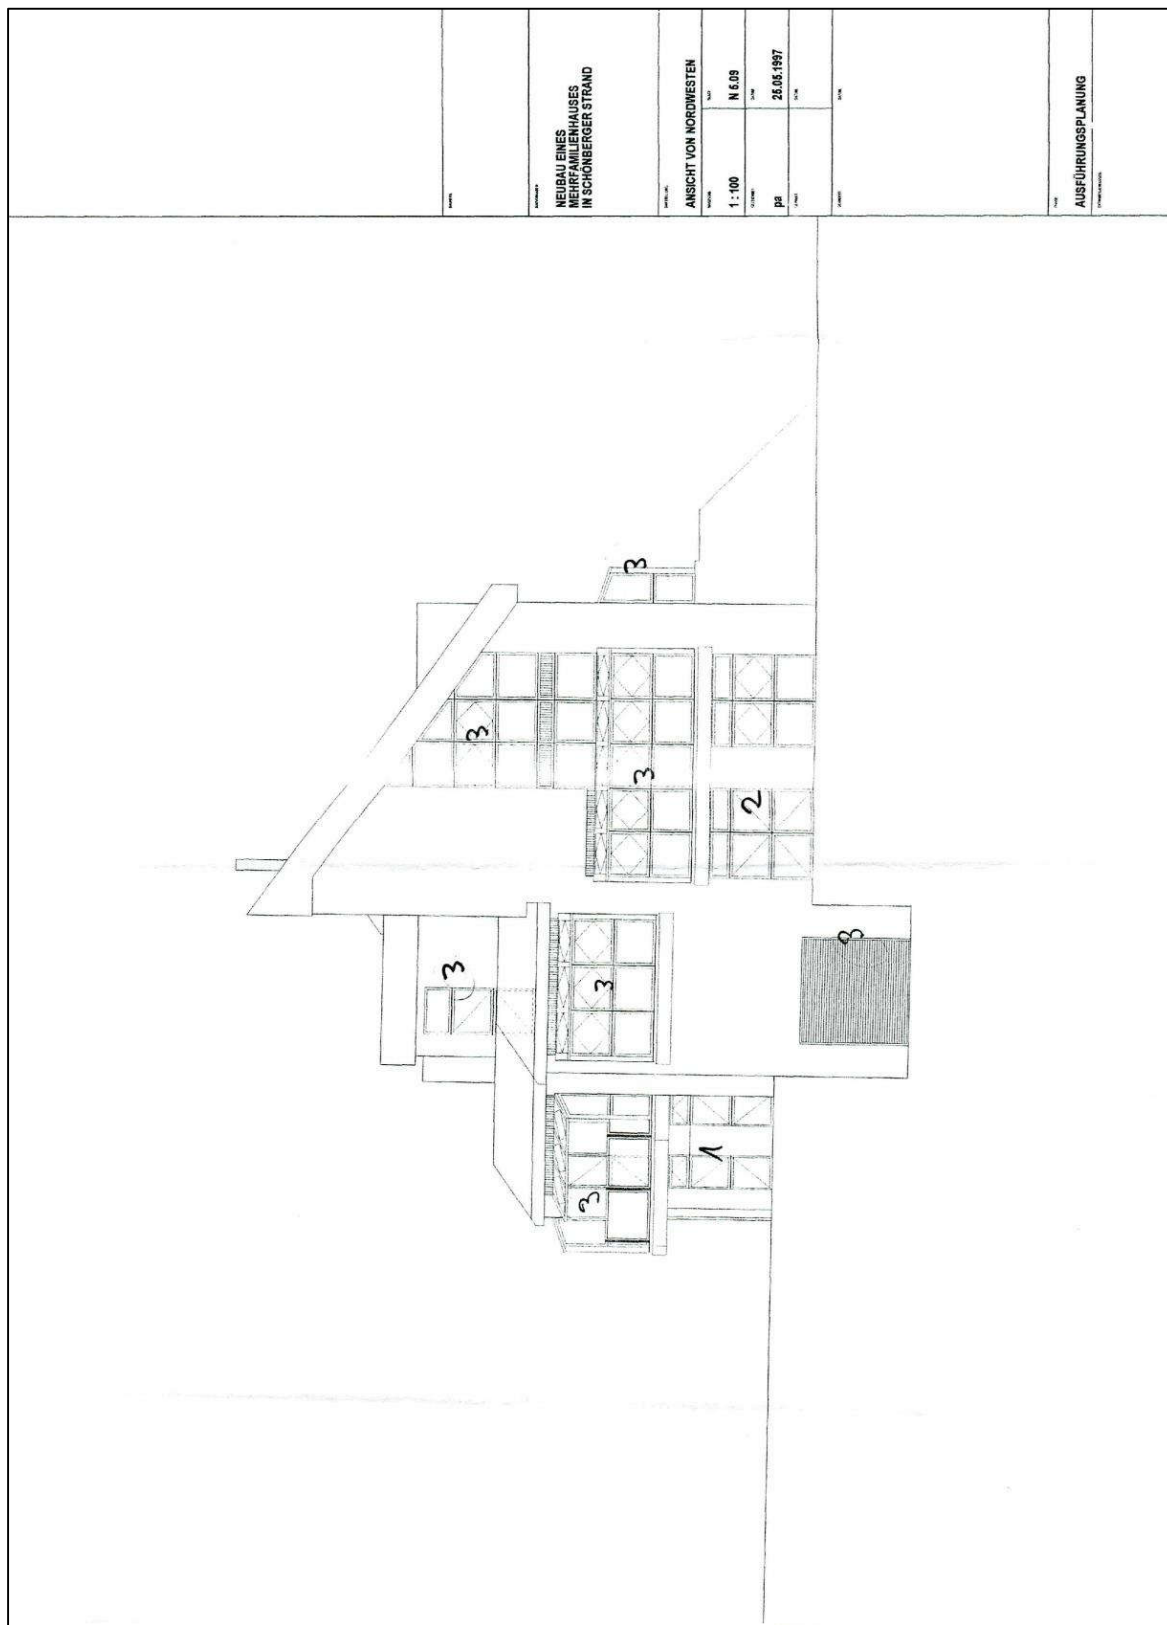 NEUBAU EINES
MEHRFAMILIENHAUSES
IN SCHÖNBERGER STRAND
ANSICHT VON NORDWESTEN
1 : 100
N 5.09
pa
25.05.1997
AUSFÜHRUNGSPLANUNG
3
3
3
3
2
3
3
3
1